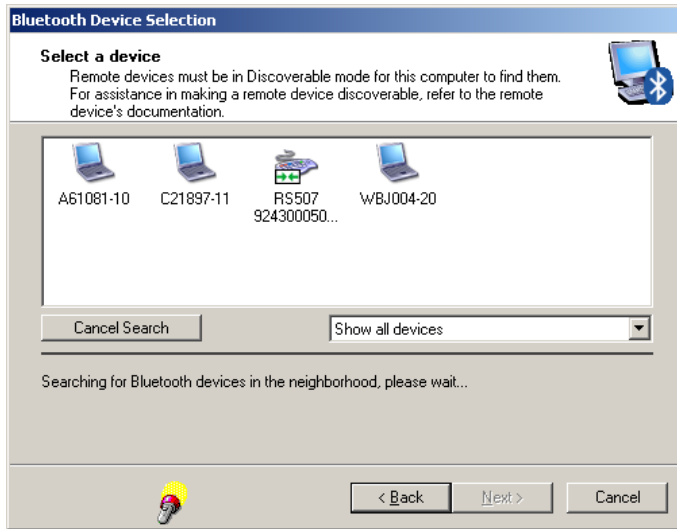 Bluetooth Device Selection
Select a device
Remote devices must be in Discoverable mode for this computer to find them.
For assistance in making a remote device discoverable, refer to the remote
device's documentation.
A61081-10 C21897-11 RS507 WBJ004-20
924300050...
Cancel Search Show all devices
Searching for Bluetooth devices in the neighborhood, please wait...
< Back Next > Cancel